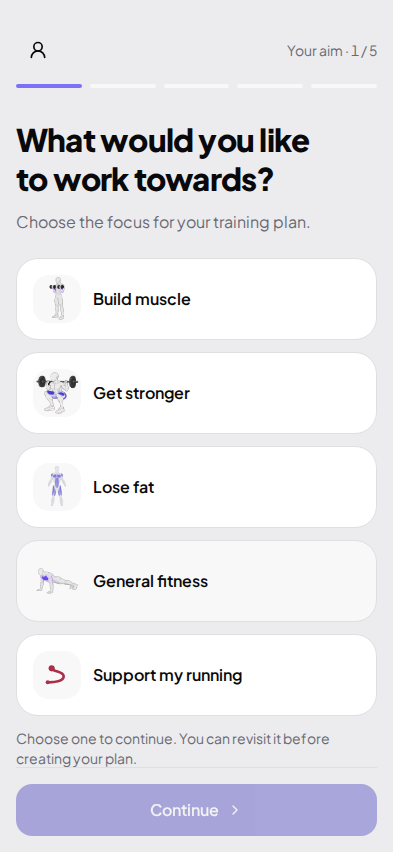 Your aim · 1 / 5
What would you like
to work towards?
Choose the focus for your training plan.
Build muscle
Get stronger
Lose fat
General fitness
Support my running
Choose one to continue. You can revisit it before
creating your plan.
Continue